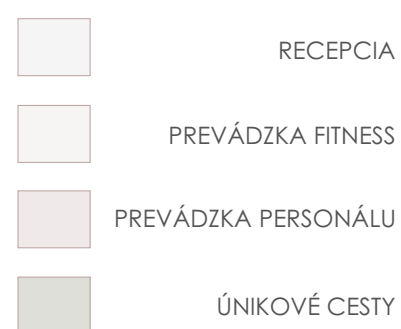 RECEPCIA
PREVÁDZKA FITNESS
PREVÁDZKA PERSONÁLU
ÚNIKOVÉ CESTY